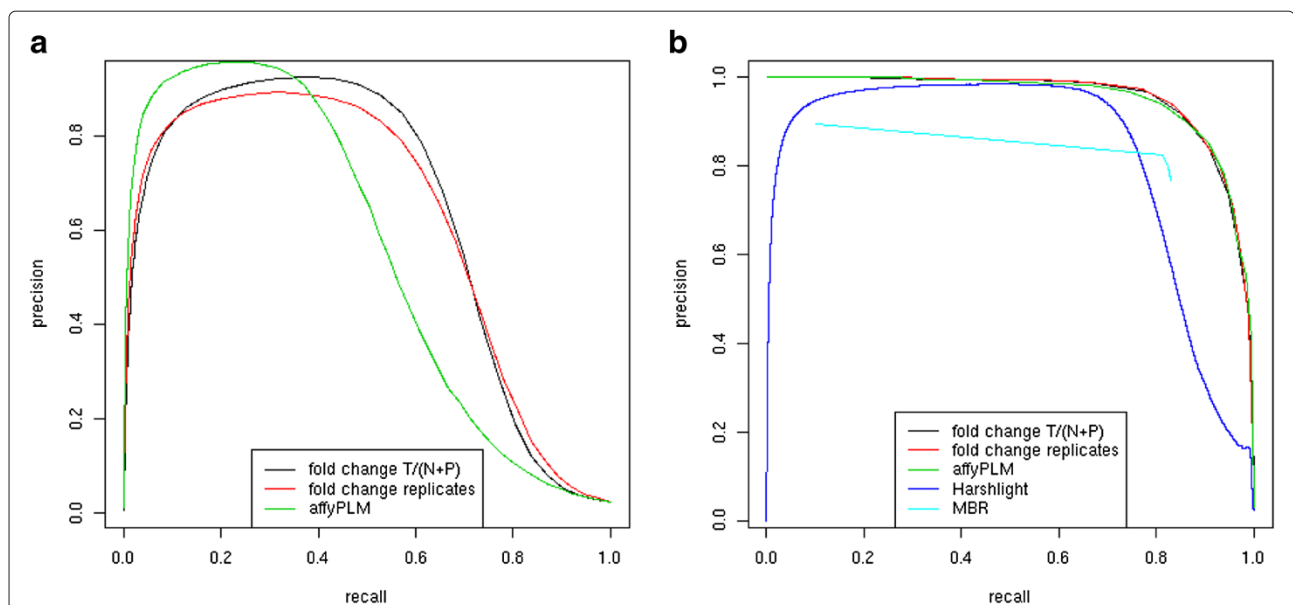 a
precision
0.8
0.6
0.4
0.2
0.0
fold change T/(N+P)
fold change replicates
affyPLM
0.0 0.2 0.4 0.6 0.8 1.0
recall
b
precision
1.0
0.8
0.6
0.4
0.2
0.0
fold change T/(N+P)
fold change replicates
affyPLM
Harshlight
MBR
0.0 0.2 0.4 0.6 0.8 1.0
recall